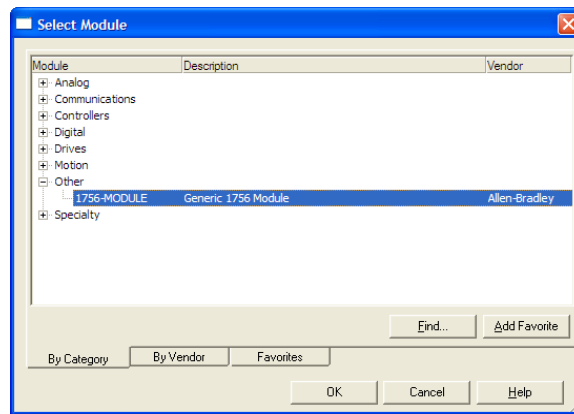 Select Module
Module Description Vendor
Analog
Communications
Controllers
Digital
Drives
Motion
Other
1756-MODULE Generic 1756 Module Allen-Bradley
Specialty
Find... Add Favorite
By Category By Vendor Favorites
OK Cancel Help